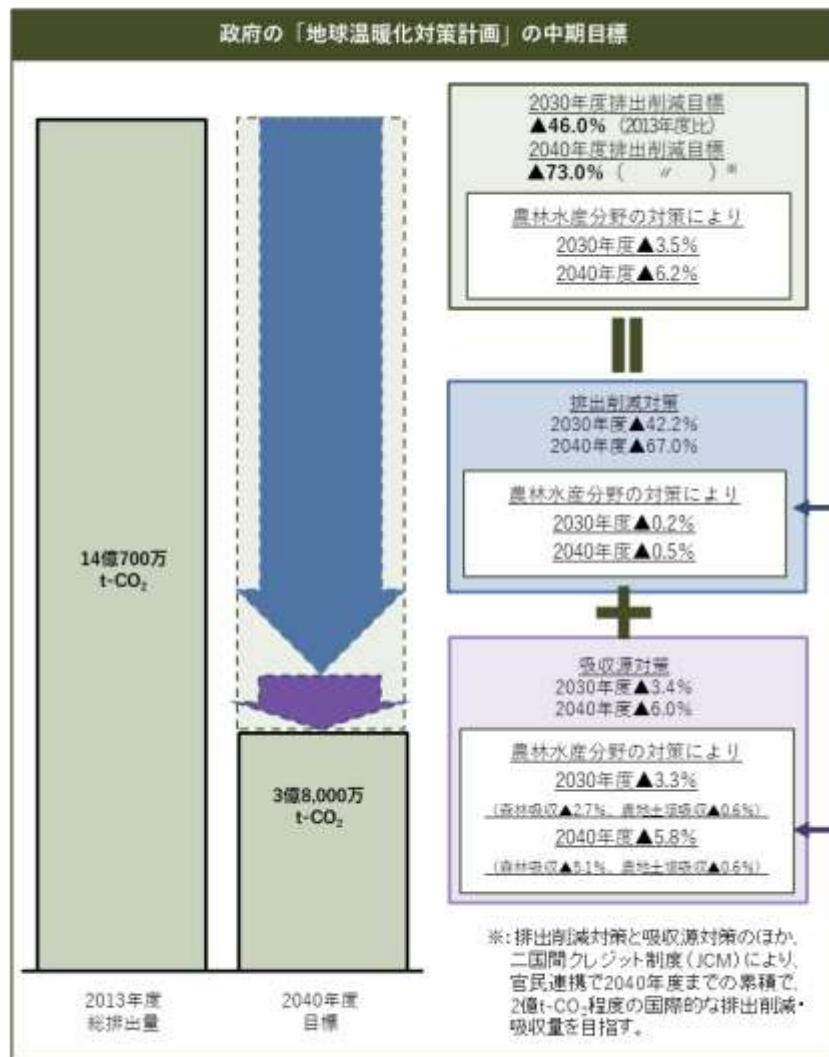 政府の「地球温暖化対策計画」の中期目標
14億700万
t-CO₂
3億8,000万
t-CO₂
2013年度
総排出量
2040年度
目標
2030年度排出削減目標
▲46.0% (2013年度比)
2040年度排出削減目標
▲73.0% ( 〃 ) ※
農林水産分野の対策により
2030年度▲3.5%
2040年度▲6.2%
排出削減対策
2030年度▲42.2%
2040年度▲67.0%
農林水産分野の対策により
2030年度▲0.2%
2040年度▲0.5%
吸収源対策
2030年度▲3.4%
2040年度▲6.0%
農林水産分野の対策により
2030年度▲3.3%
(森林吸収▲2.7%、農地土壌吸収▲0.6%)
2040年度▲5.8%
(森林吸収▲5.1%、農地土壌吸収▲0.6%)
※:排出削減対策と吸収源対策のほか、
二国間クレジット制度(JCM)により、
官民連携で2040年度までの累積で、
2億t-CO₂程度の国際的な排出削減・
吸収量を目指す。